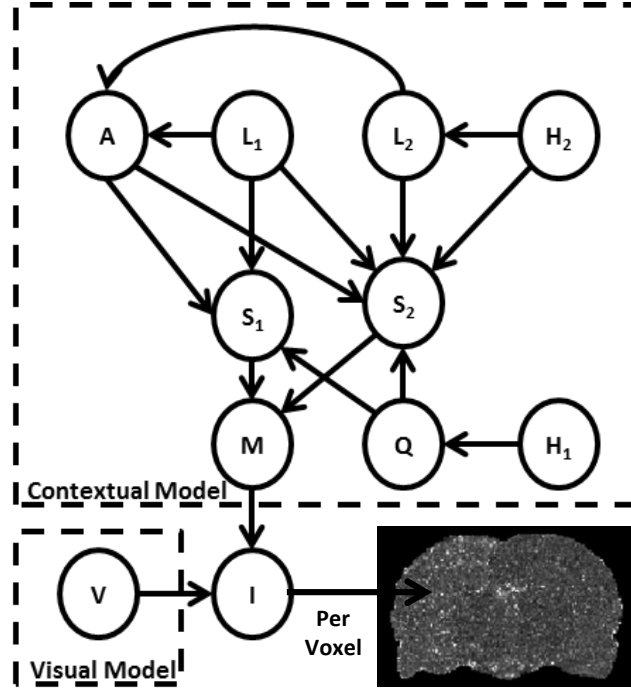 A
L₁
L₂
H₂
S₁
S₂
M
Q
H₁
Contextual Model
V
I
Per
Voxel
Visual Model